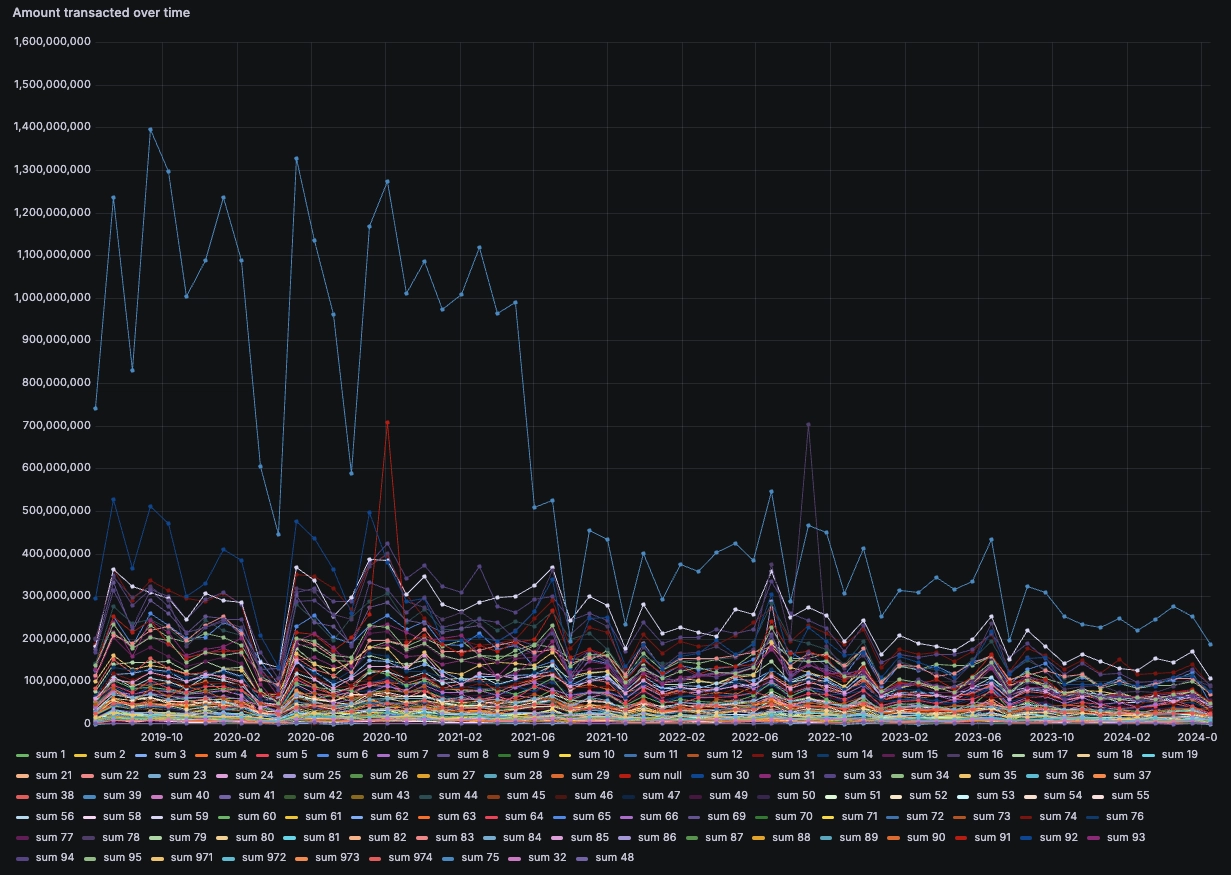 Amount transacted over time
1,600,000,000
1,500,000,000
1,400,000,000
1,300,000,000
1,200,000,000
1,100,000,000
1,000,000,000
900,000,000
800,000,000
700,000,000
600,000,000
500,000,000
400,000,000
300,000,000
200,000,000
100,000,000
0
2019-10 2020-02 2020-06 2020-10 2021-02 2021-06 2021-10 2022-02 2022-06 2022-10 2023-02 2023-06 2023-10 2024-02 2024-0
sum 1 sum 2 sum 3 sum 4 sum 5 sum 6 sum 7 sum 8 sum 9 sum 10 sum 11 sum 12 sum 13 sum 14 sum 15 sum 16 sum 17 sum 18 sum 19
sum 21 sum 22 sum 23 sum 24 sum 25 sum 26 sum 27 sum 28 sum 29 sum null sum 30 sum 31 sum 33 sum 34 sum 35 sum 36 sum 37
sum 38 sum 39 sum 40 sum 41 sum 42 sum 43 sum 44 sum 45 sum 46 sum 47 sum 49 sum 50 sum 51 sum 52 sum 53 sum 54 sum 55
sum 56 sum 58 sum 59 sum 60 sum 61 sum 62 sum 63 sum 64 sum 65 sum 66 sum 69 sum 70 sum 71 sum 72 sum 73 sum 74 sum 76
sum 77 sum 78 sum 79 sum 80 sum 81 sum 82 sum 83 sum 84 sum 85 sum 86 sum 87 sum 88 sum 89 sum 90 sum 91 sum 92 sum 93
sum 94 sum 95 sum 971 sum 972 sum 973 sum 974 sum 75 sum 32 sum 48